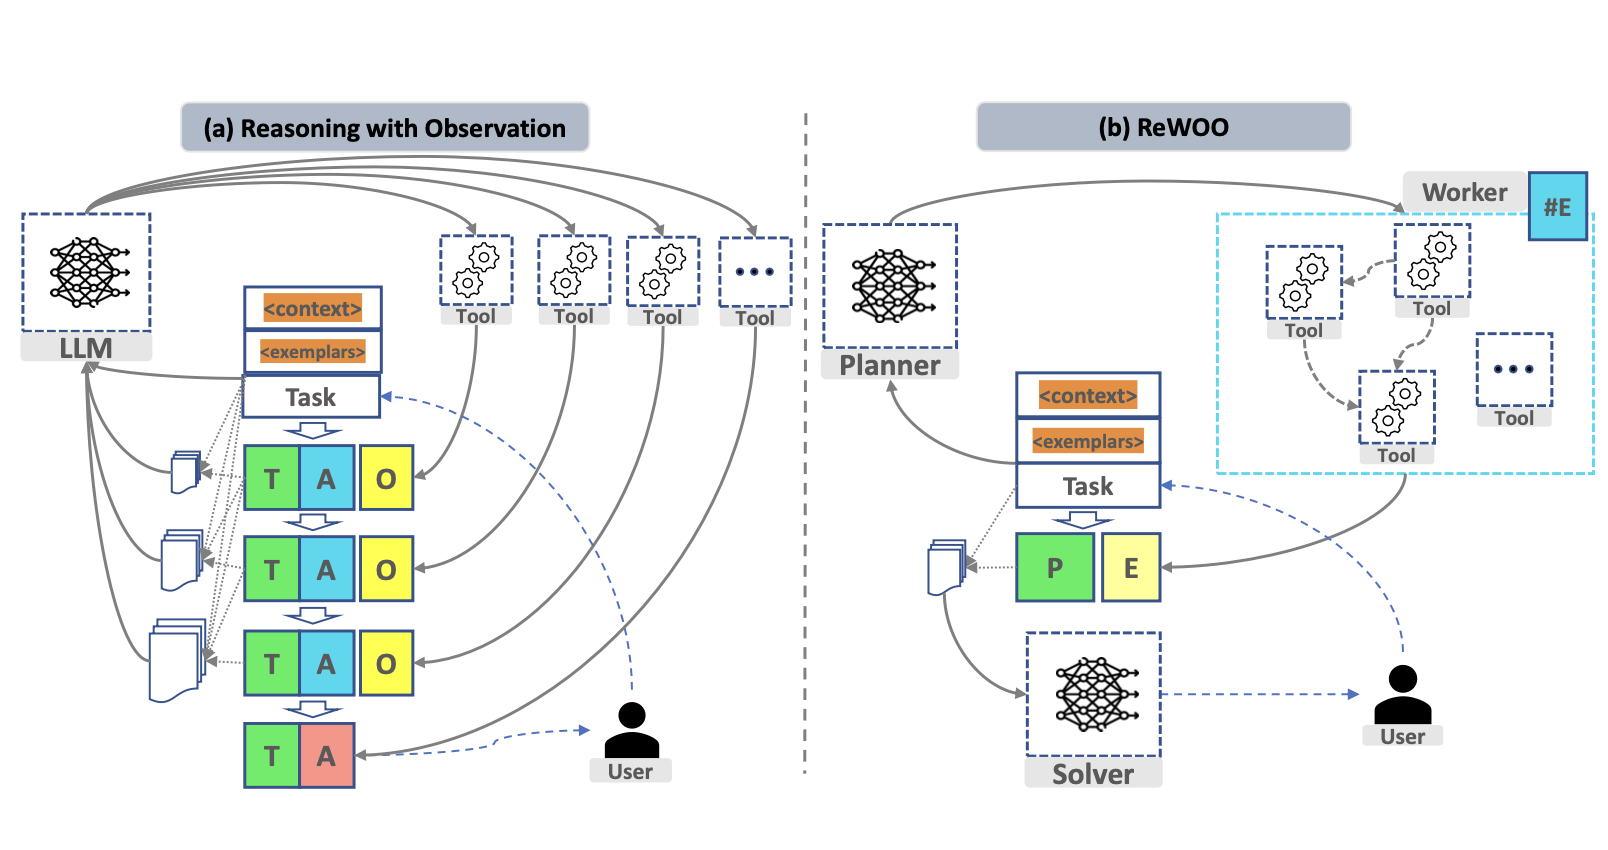 (a) Reasoning with Observation
LLM
Tool
Tool
Tool
Tool
<context>
<exemplars>
Task
T A O
T A O
T A O
T A
User
(b) ReWOO
Planner
Worker
#E
Tool
Tool
Tool
Tool
<context>
<exemplars>
Task
P E
Solver
User